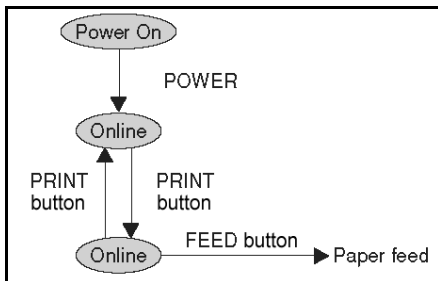 Power On
POWER
Online
PRINT
button
PRINT
button
Online
FEED button
Paper feed